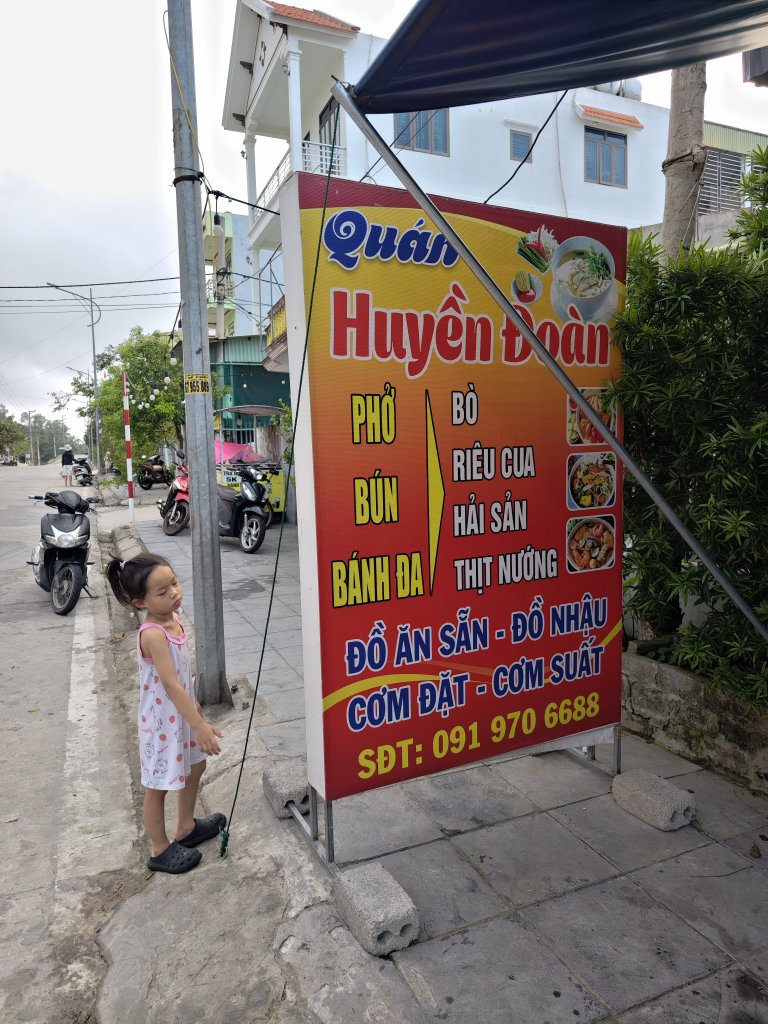 Quán
Huyền Đoàn
PHỞ
BÚN
BÁNH ĐA
BÒ
RIÊU CUA
HẢI SẢN
THỊT NƯỚNG
ĐỒ ĂN SẴN - ĐỒ NHẬU
CƠM ĐẶT - CƠM SUẤT
SĐT: 091 970 6688
5K